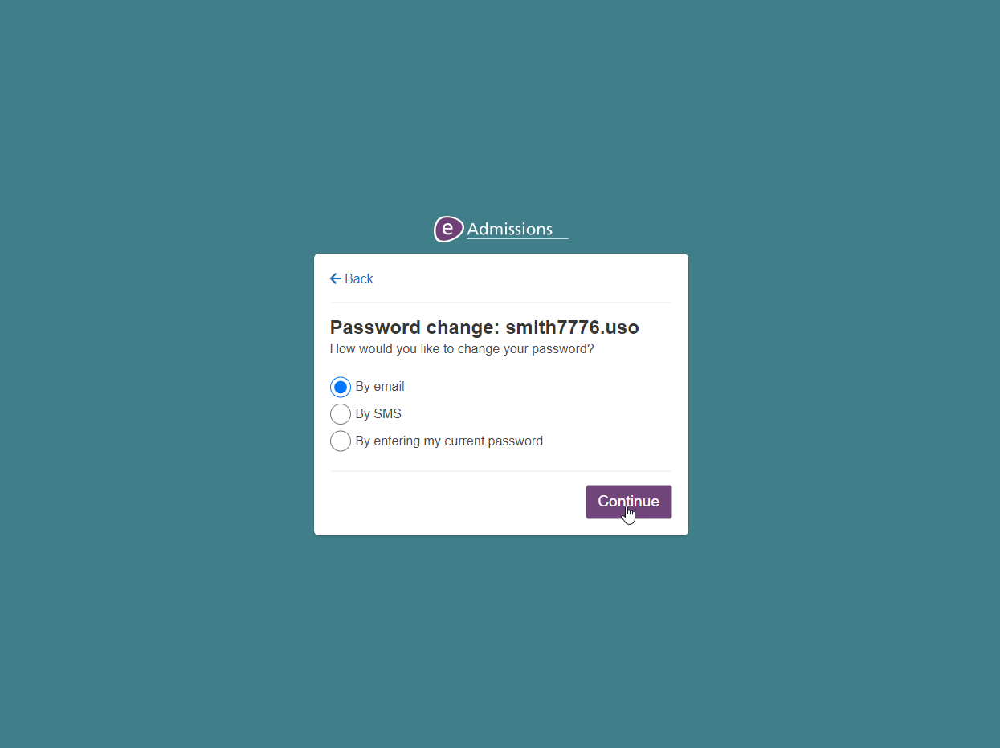 e Admissions
Back
Password change: smith7776.uso
How would you like to change your password?
By email
By SMS
By entering my current password
Continue